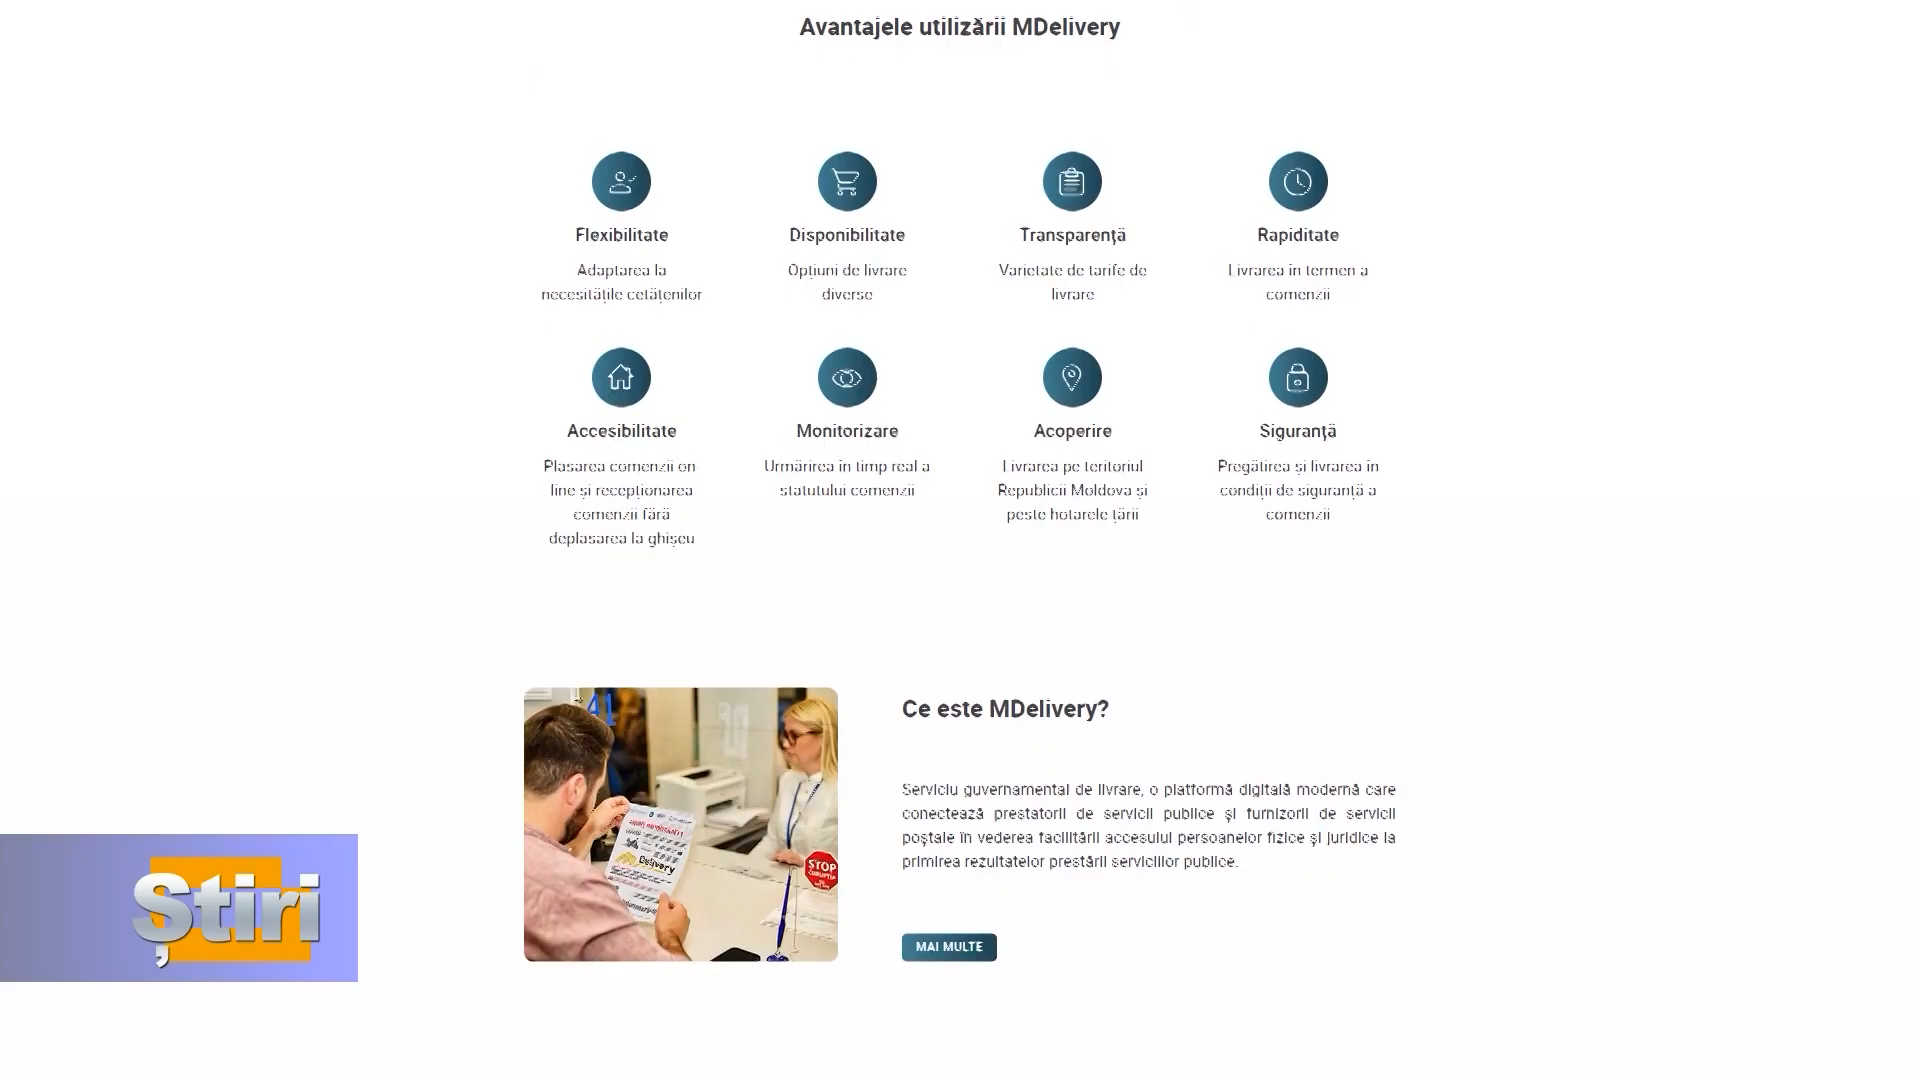 Avantajele utilizării MDelivery
Flexibilitate
Adaptarea la
necesitățile cetățenilor
Disponibilitate
Opțiuni de livrare
diverse
Transparență
Varietate de tarife de
livrare
Rapiditate
Livrarea în termen a
comenzii
Accesibilitate
Plasarea comenzii on
line și recepționarea
comenzii fără
deplasarea la ghișeu
Monitorizare
Urmărirea în timp real a
statutului comenzii
Acoperire
Livrarea pe teritoriul
Republicii Moldova și
peste hotarele țării
Siguranță
Pregătirea și livrarea în
condiții de siguranță a
comenzii
41
Delivery
STOP
Ce este MDelivery?
Serviciu guvernamental de livrare, o platformă digitală modernă care
conectează prestatorii de servicii publice și furnizorii de servicii
poștale în vederea facilitării accesului persoanelor fizice și juridice la
primirea rezultatelor prestării serviciilor publice.
MAI MULTE
Știri